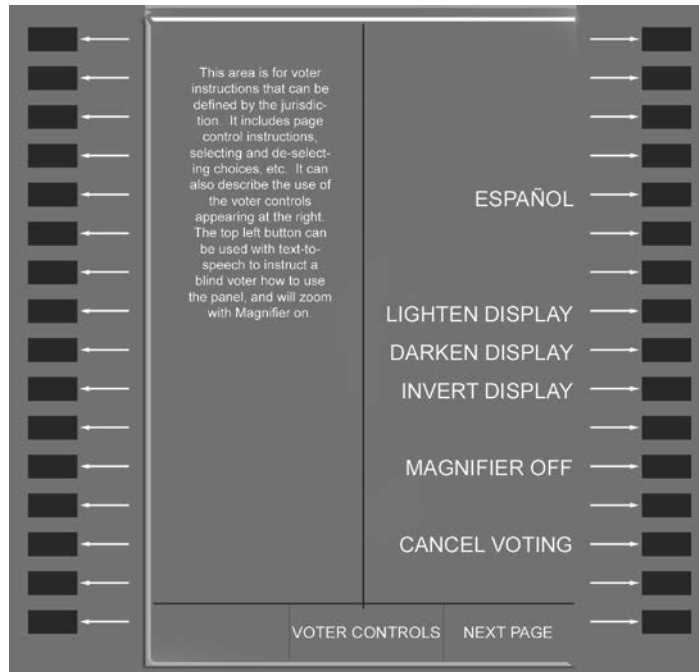 This area is for voter
instructions that can be
defined by the jurisdic-
tion. It includes page
control instructions,
selecting and de-select-
ing choices, etc. It can
also describe the use of
the voter controls
appearing at the right.
The top left button can
be used with text-to-
speech to instruct a
blind voter how to use
the panel, and will zoom
with Magnifier on.
ESPAÑOL
LIGHTEN DISPLAY
DARKEN DISPLAY
INVERT DISPLAY
MAGNIFIER OFF
CANCEL VOTING
VOTER CONTROLS
NEXT PAGE